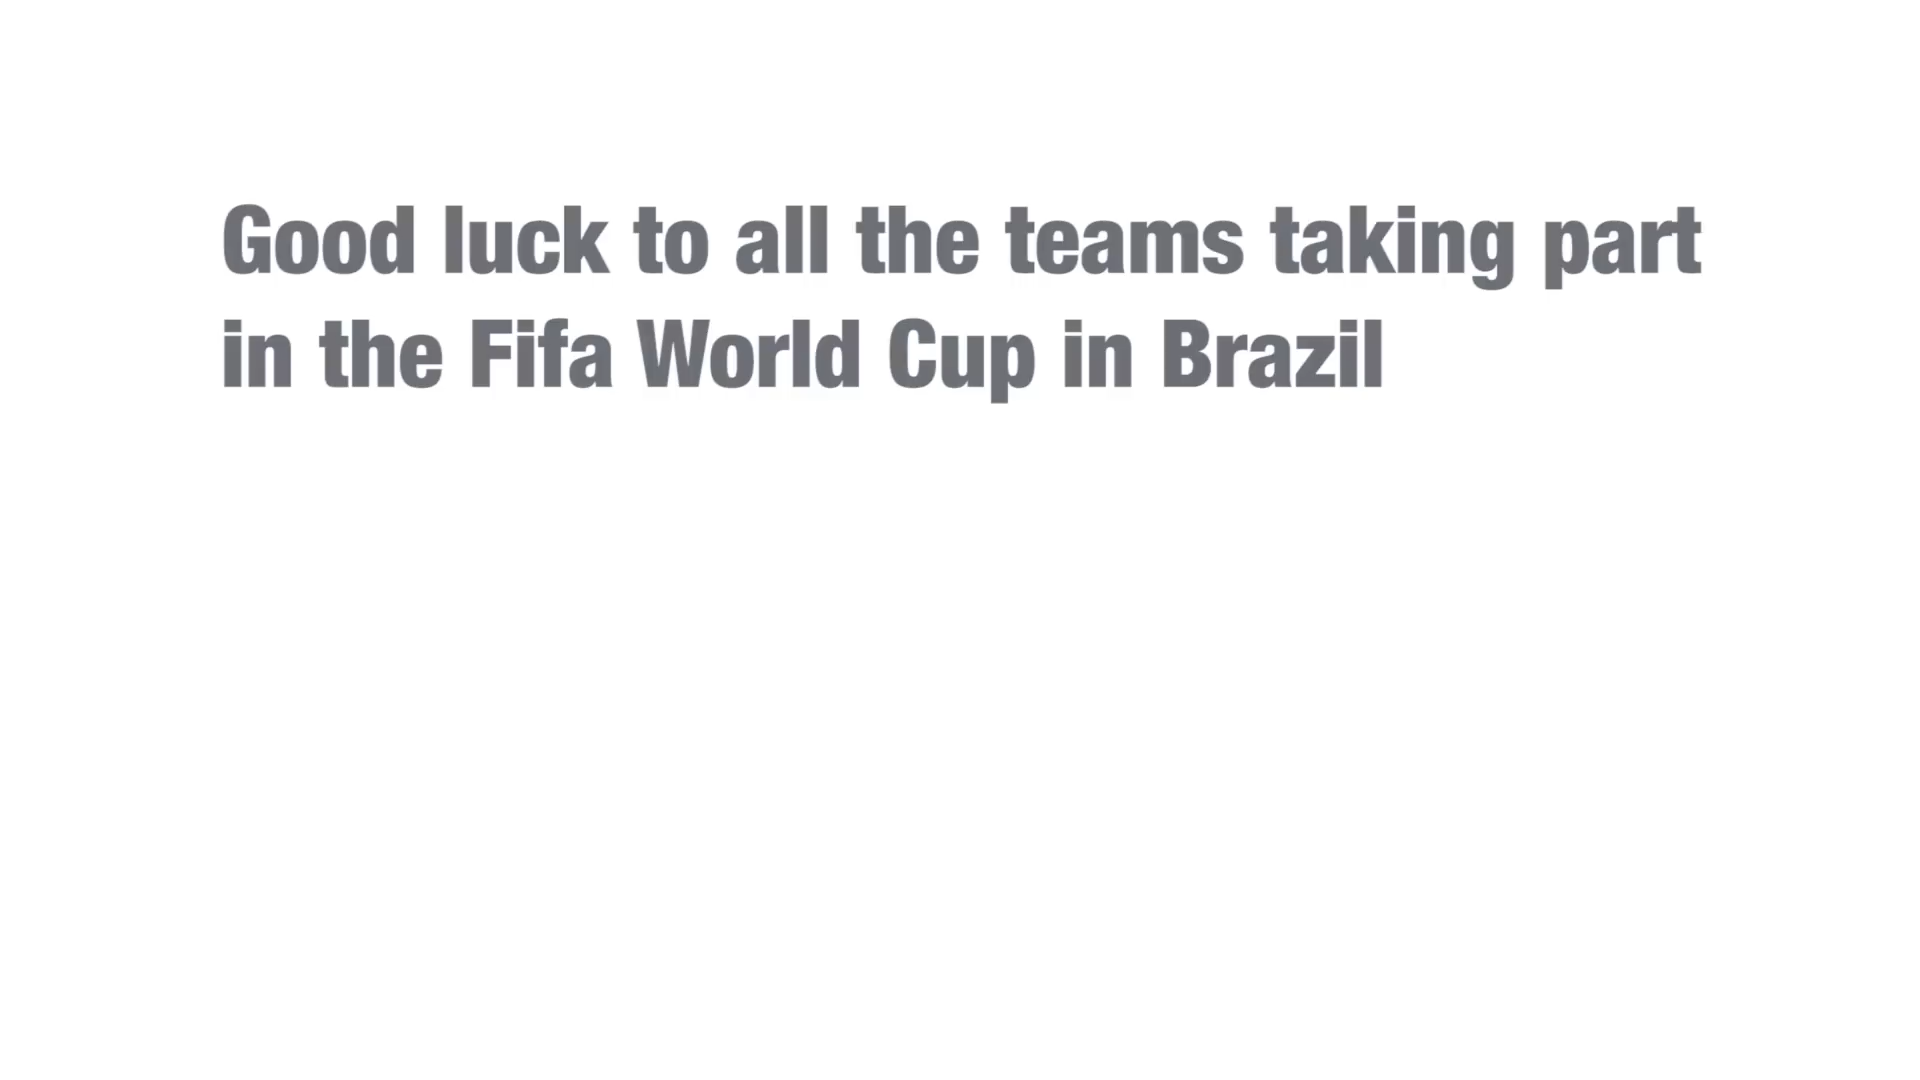 Good luck to all the teams taking part
in the Fifa World Cup in Brazil